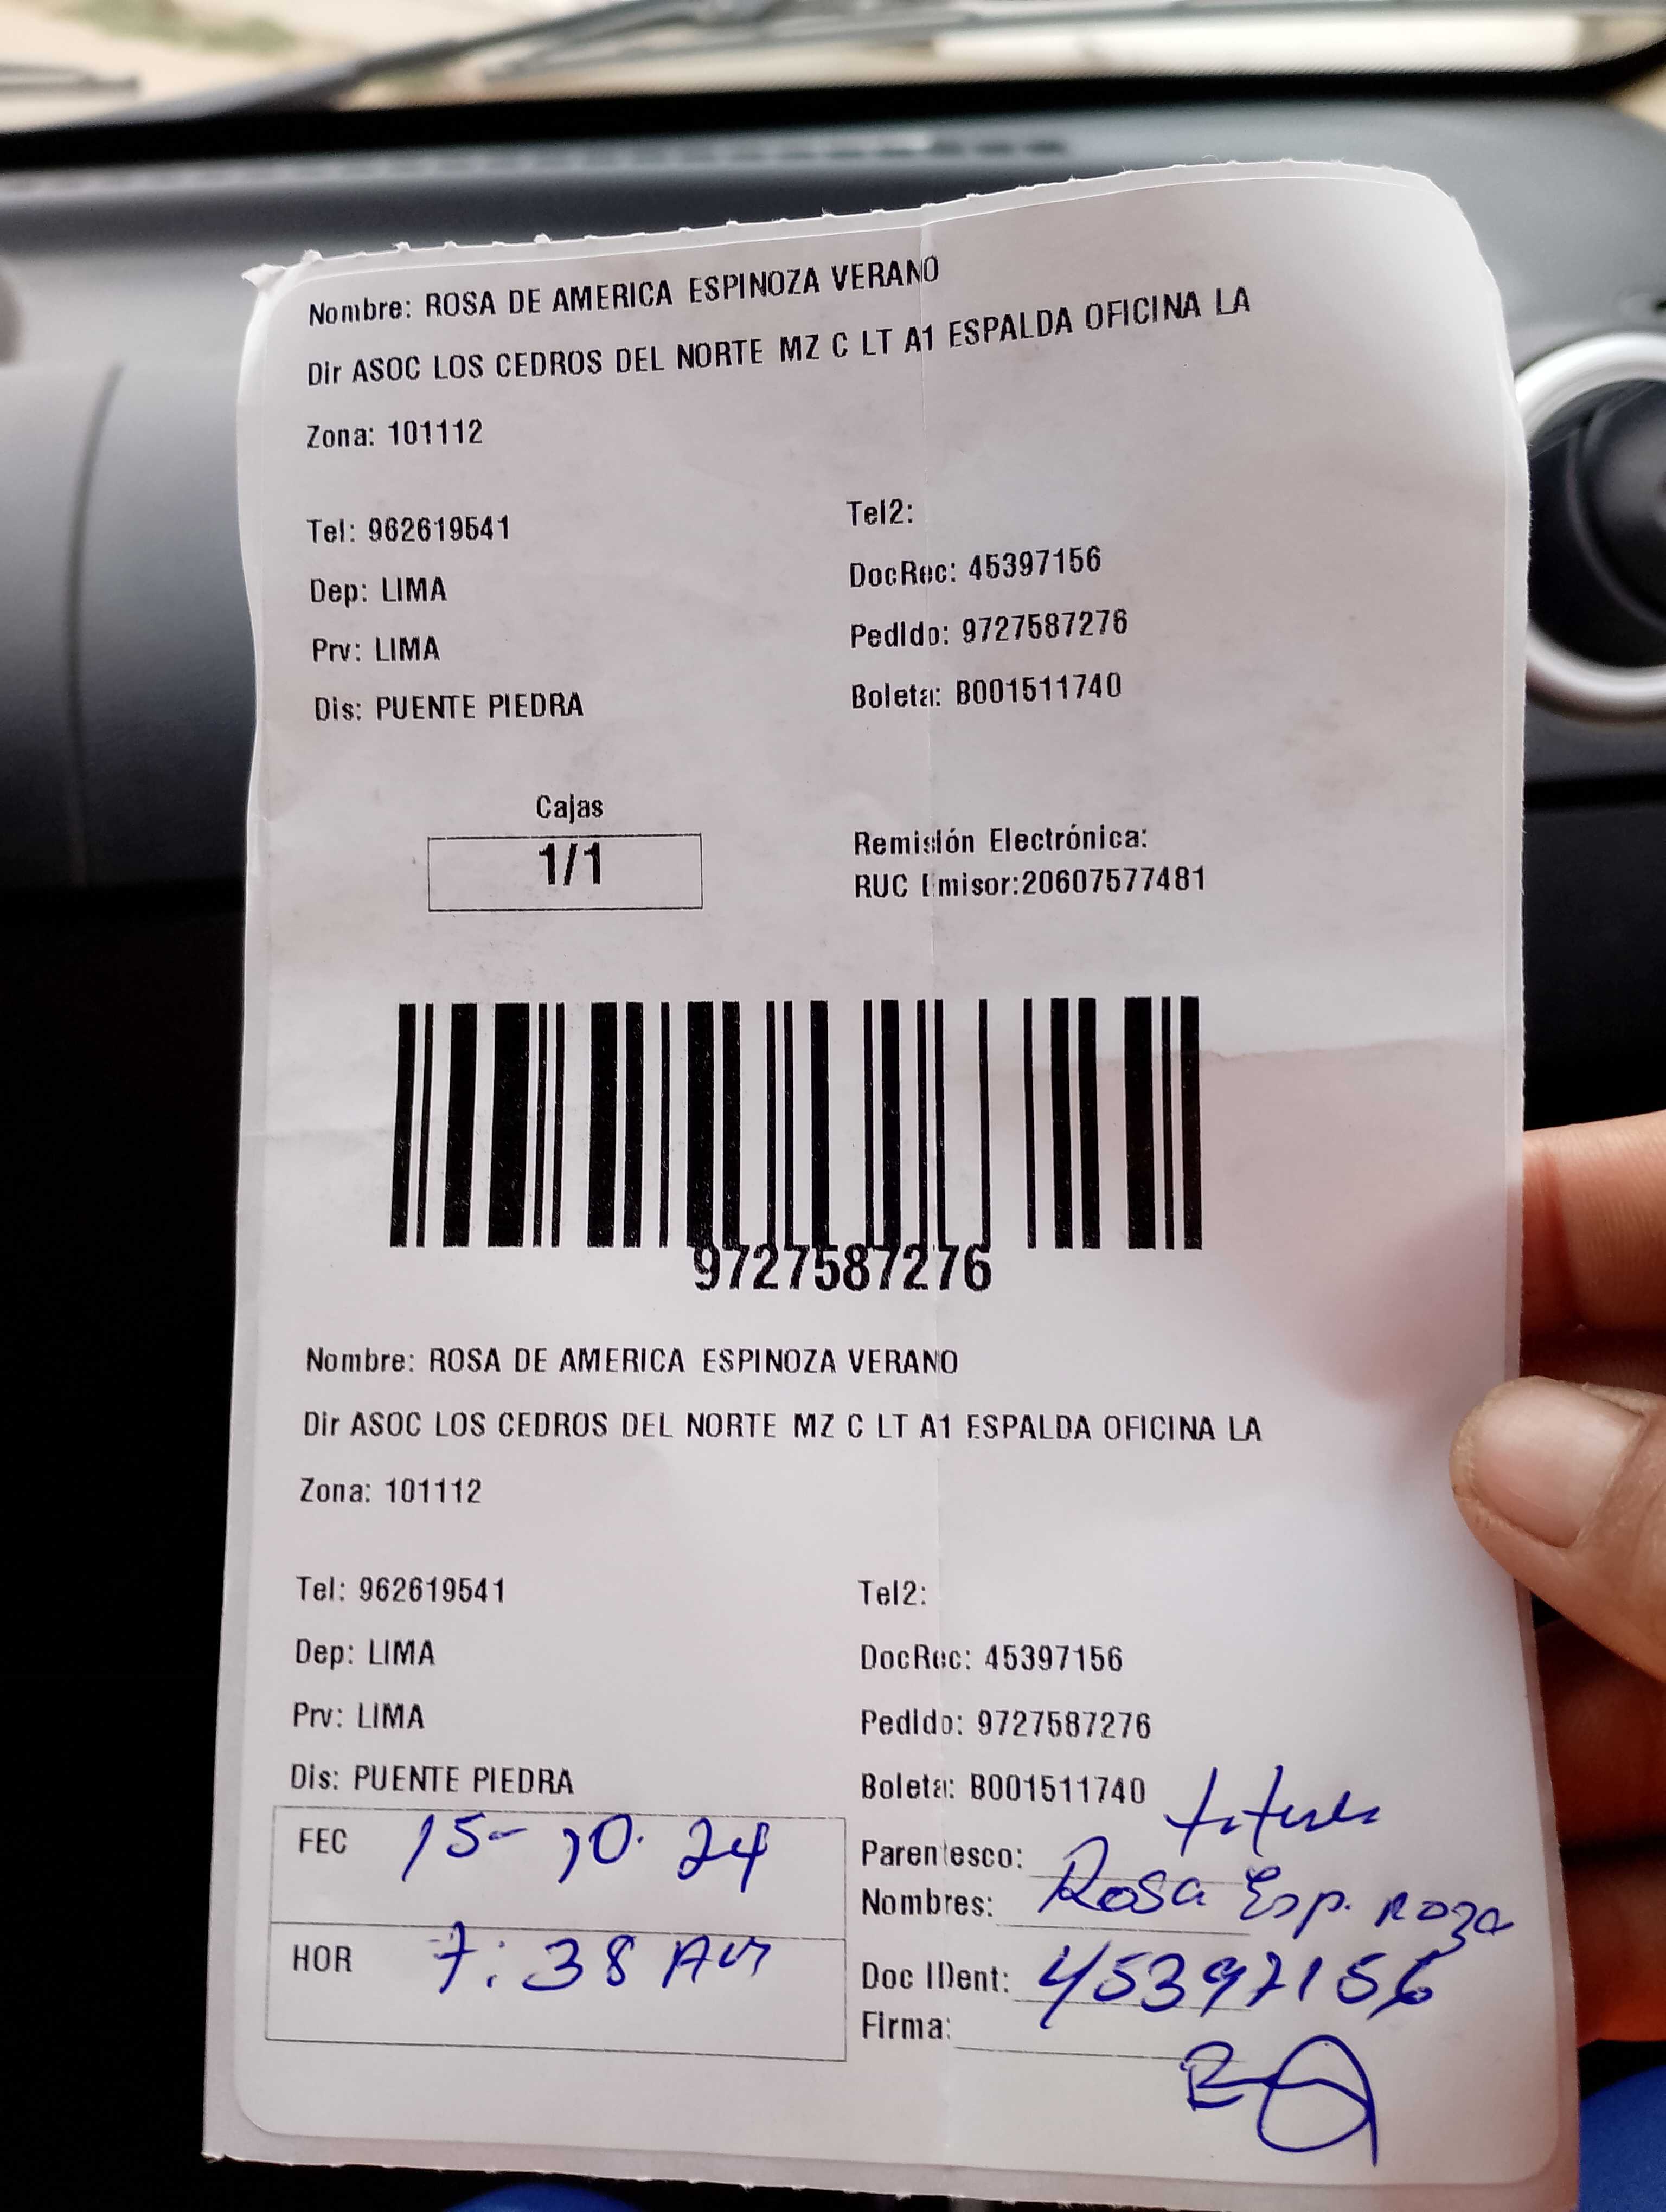 Nombre: ROSA DE AMERICA ESPINOZA VERANO
Dir ASOC LOS CEDROS DEL NORTE MZ C LT A1 ESPALDA OFICINA LA
Zona: 101112
Tel: 962619541
Tel2:
DocRec: 45397156
Dep: LIMA
Pedido: 9727587276
Prv: LIMA
Boleta: B001511740
Dis: PUENTE PIEDRA
Cajas
1/1
Remisión Electrónica:
RUC Emisor:20607577481
9727587276
Nombre: ROSA DE AMERICA ESPINOZA VERANO
Dir ASOC LOS CEDROS DEL NORTE MZ C LT A1 ESPALDA OFICINA LA
Zona: 101112
Tel: 962619541
Tel2:
Dep: LIMA
DocRec: 45397156
Prv: LIMA
Pedido: 9727587276
Dis: PUENTE PIEDRA
Boleta: B001511740
FEC 15-10.24
HOR 7:38 AM
Parentesco:
Nombres: Rosa Esp.
Doc IDent: 45397156
Firma: